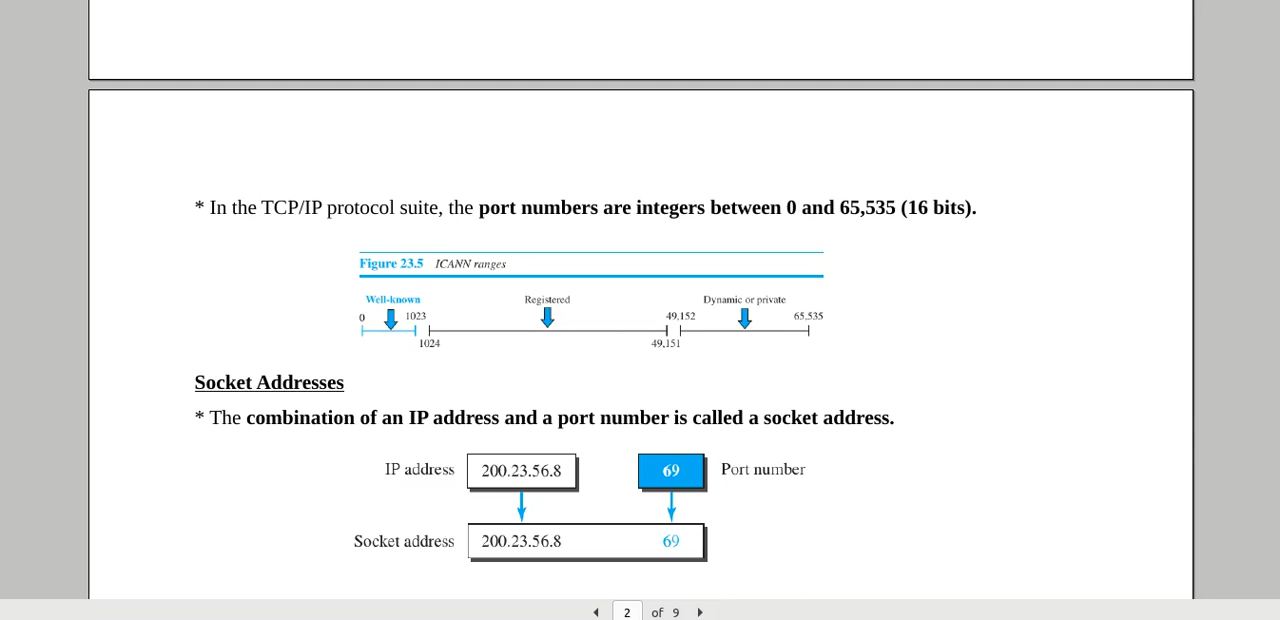 * In the TCP/IP protocol suite, the port numbers are integers between 0 and 65,535 (16 bits).
Figure 23.5 ICANN ranges
Well-known Registered Dynamic or private
0 1023 49,152 65,535
1024 49,151
Socket Addresses
* The combination of an IP address and a port number is called a socket address.
IP address 200.23.56.8 69 Port number
Socket address 200.23.56.8 69
2 of 9